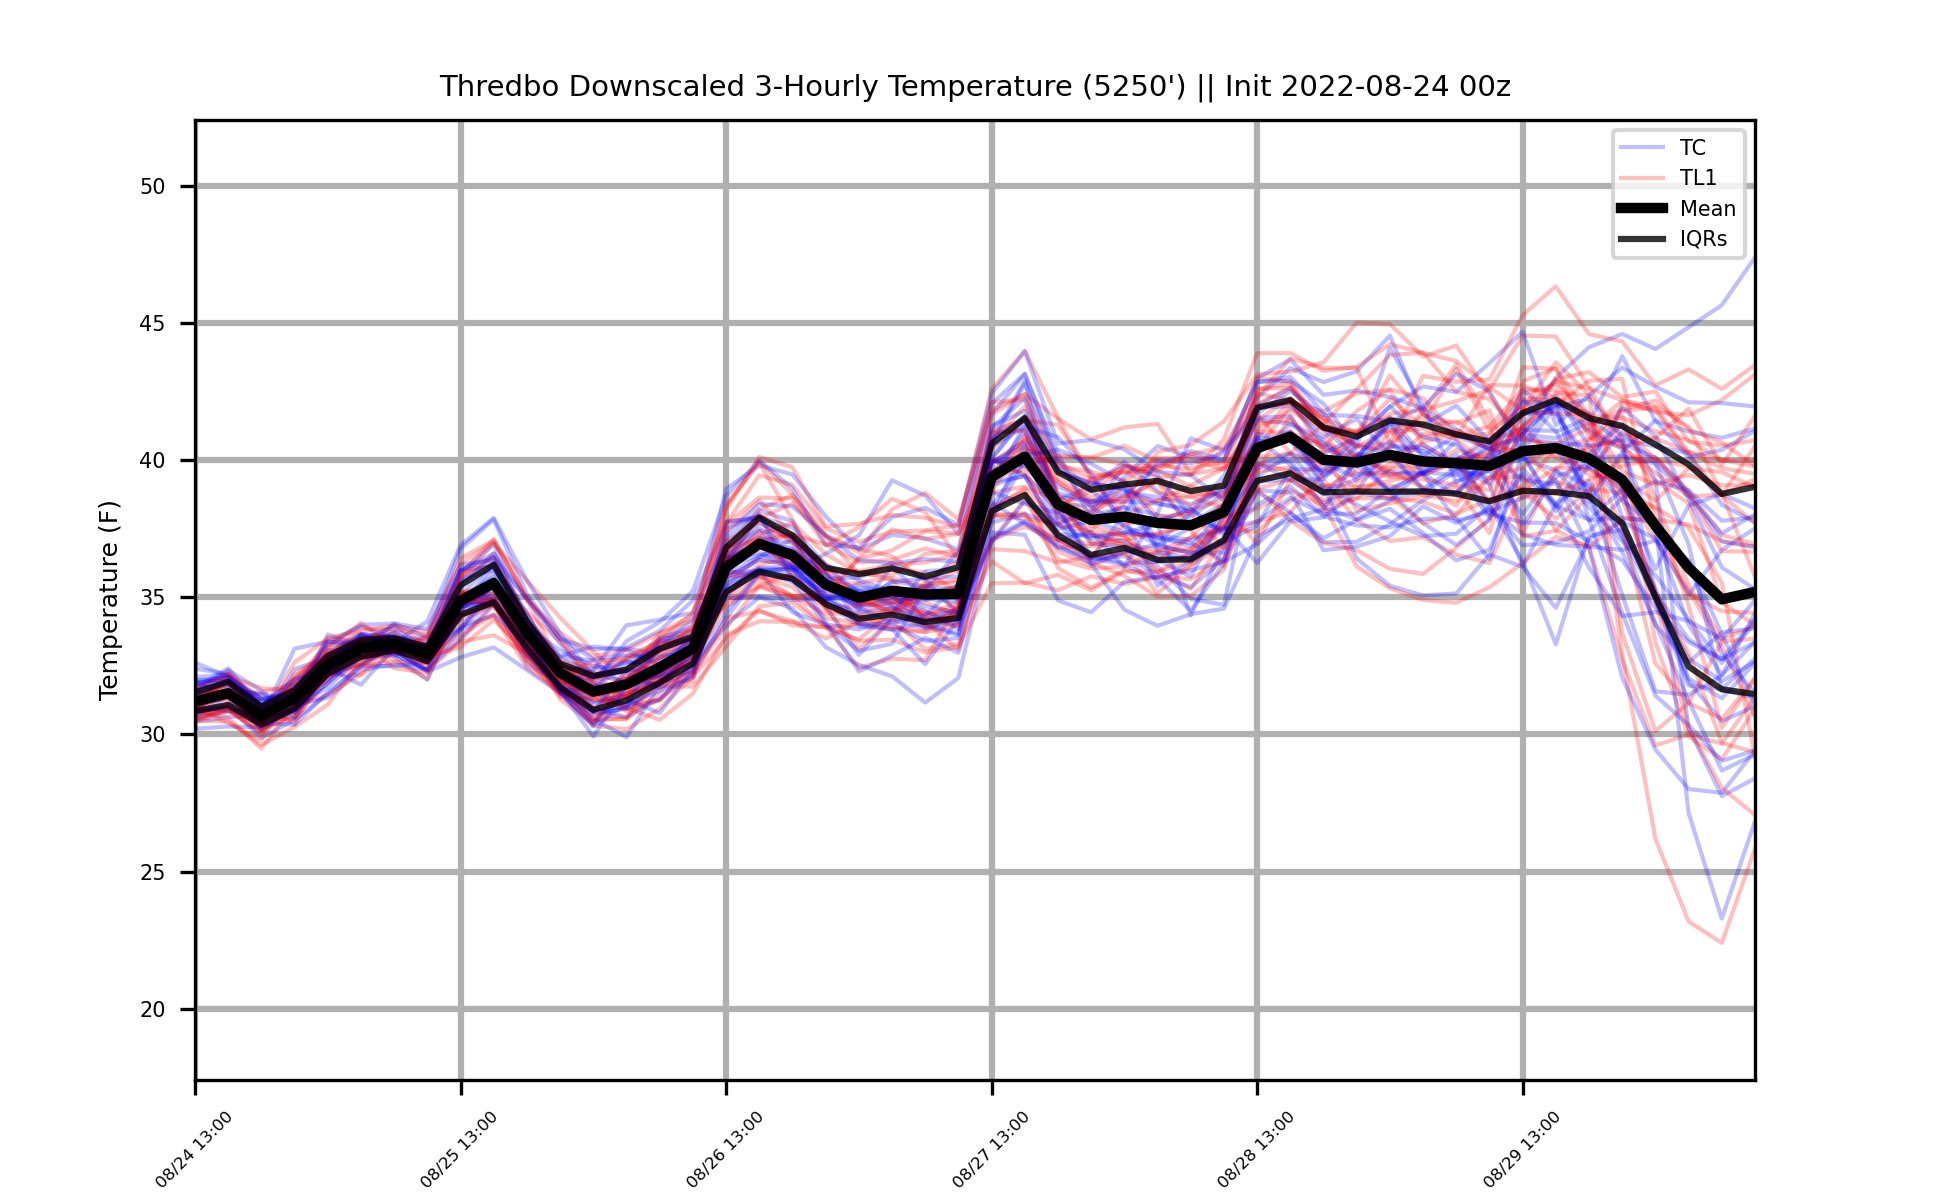 Thredbo Downscaled 3-Hourly Temperature (5250') || Init 2022-08-24 00z
TC
TL1
Mean
IQRs
Temperature (F)
50
45
40
35
30
25
20
08/24 13:00
08/25 13:00
08/26 13:00
08/27 13:00
08/28 13:00
08/29 13:00